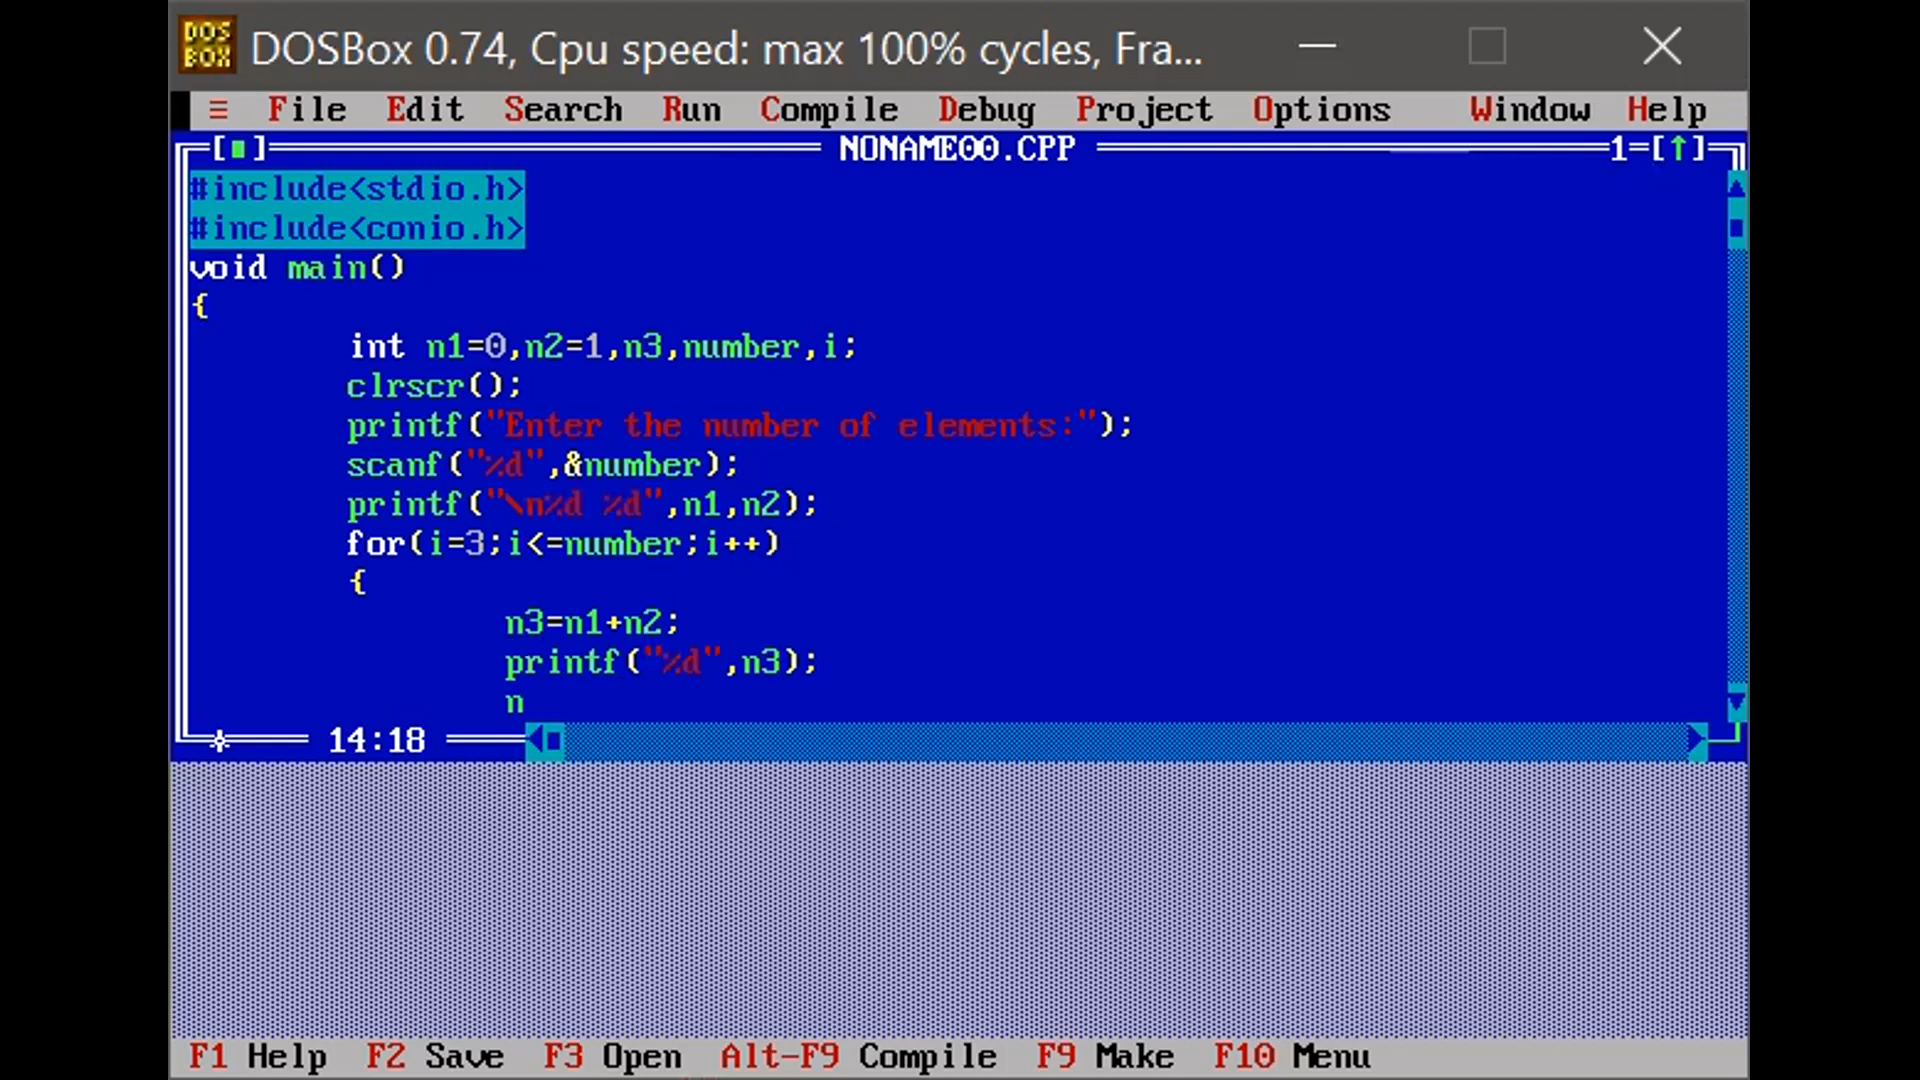 DOS BOX DOSBox 0.74, Cpu speed: max 100% cycles, Fra...
≡ File Edit Search Run Compile Debug Project Options Window Help
[■] NONAME00.CPP 1=[↑]
#include<stdio.h>
#include<conio.h>
void main()
{
int n1=0,n2=1,n3,number,i;
clrscr();
printf("Enter the number of elements:");
scanf("%d",&number);
printf("\n%d %d",n1,n2);
for(i=3;i<=number;i++)
{
n3=n1+n2;
printf("%d",n3);
n
14:18
F1 Help F2 Save F3 Open Alt-F9 Compile F9 Make F10 Menu